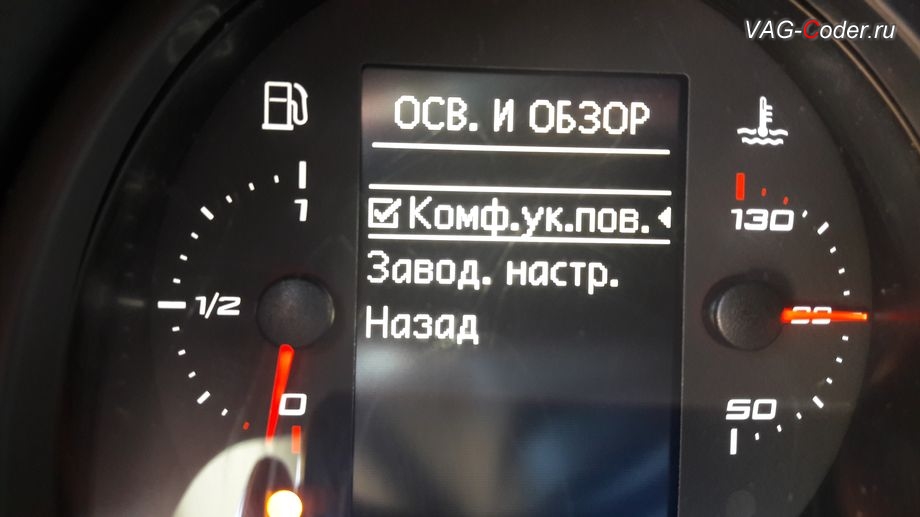 VAG-Coder.ru
ОСВ. И ОБЗОР
1
130
Комф.ук.пов.
Завод. настр.
1/2
Назад
0
50